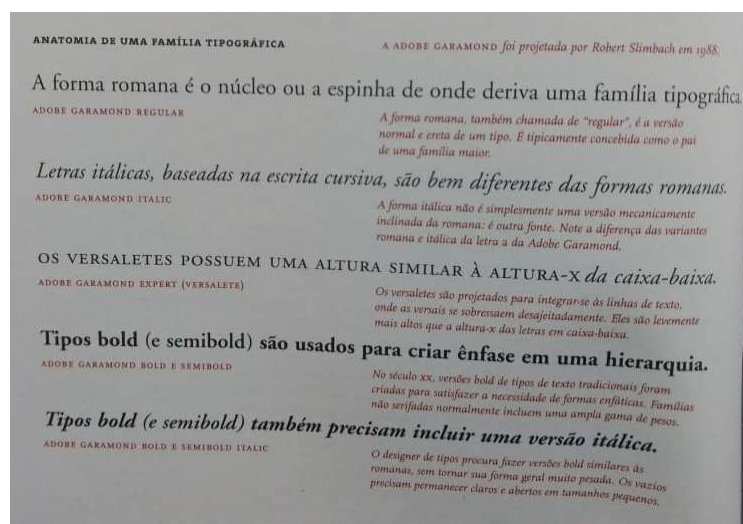 ANATOMIA DE UMA FAMÍLIA TIPOGRÁFICA
A ADOBE GARAMOND foi projetada por Robert Slimbach em 1988.
A forma romana é o núcleo ou a espinha de onde deriva uma família tipográfica.
ADOBE GARAMOND REGULAR
A forma romana, também chamada de "regular", é a versão
normal e ereta de um tipo. É tipicamente concebida como o pai
de uma família maior.
Letras itálicas, baseadas na escrita cursiva, são bem diferentes das formas romanas.
ADOBE GARAMOND ITALIC
A forma itálica não é simplesmente uma versão mecanicamente
inclinada da romana: é outra fonte. Note a diferença das variantes
romana e itálica da letra a da Adobe Garamond.
OS VERSALETES POSSUEM UMA ALTURA SIMILAR À ALTURA-X da caixa-baixa.
ADOBE GARAMOND EXPERT (VERSALETE)
Os versaletes são projetados para integrar-se às linhas de texto,
onde as versais se sobressaem desajeitadamente. Eles são levemente
mais altos que a altura-x das letras em caixa-baixa.
Tipos bold (e semibold) são usados para criar ênfase em uma hierarquia.
ADOBE GARAMOND BOLD E SEMIBOLD
No século XX, versões bold de tipos de texto tradicionais foram
criadas para satisfazer a necessidade de formas enfáticas. Famílias
não serifadas normalmente incluem uma ampla gama de pesos.
Tipos bold (e semibold) também precisam incluir uma versão itálica.
ADOBE GARAMOND BOLD E SEMIBOLD ITALIC
O designer de tipos procura fazer versões bold similares às
romanas, sem tornar sua forma geral muito pesada. Os vazios
precisam permanecer claros e abertos em tamanhos pequenos.